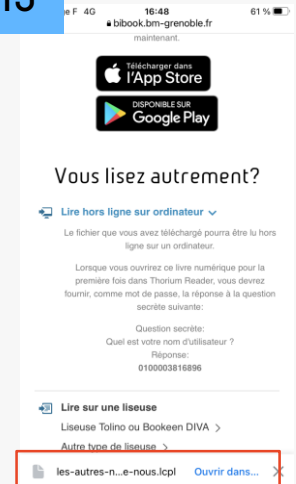 15
e F 4G 16:48 61 %
bibook.bm-grenoble.fr
maintenant.
Télécharger dans
l'App Store
DISPONIBLE SUR
Google Play
Vous lisez autrement?
Lire hors ligne sur ordinateur
Le fichier que vous avez téléchargé pourra être lu hors
ligne sur un ordinateur.
Lorsque vous ouvrirez ce livre numérique pour la
première fois dans Thorium Reader, vous devrez
fournir, comme mot de passe, la réponse à la question
secrète suivante:
Question secrète:
Quel est votre nom d'utilisateur ?
Réponse:
0100003816896
Lire sur une liseuse
Liseuse Tolino ou Bookeen DIVA >
Autre type de liseuse >
les-autres-n...e-nous.lcpl Ouvrir dans...